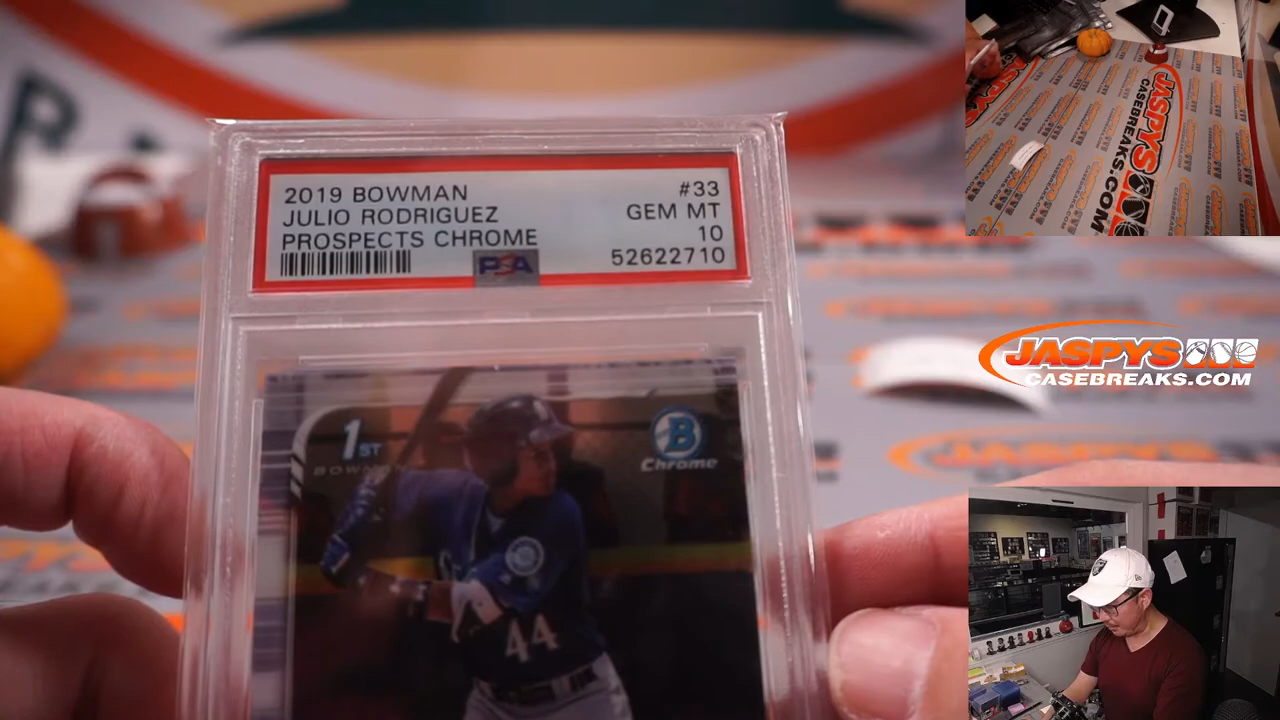 2019 BOWMAN #33
JULIO RODRIGUEZ GEM MT
PROSPECTS CHROME 10
PSA 52622710
1ST
BOWMAN
B
Chrome
44
JASPYS
CASEBREAKS.COM
JASPYS
CASEBREAKS.COM